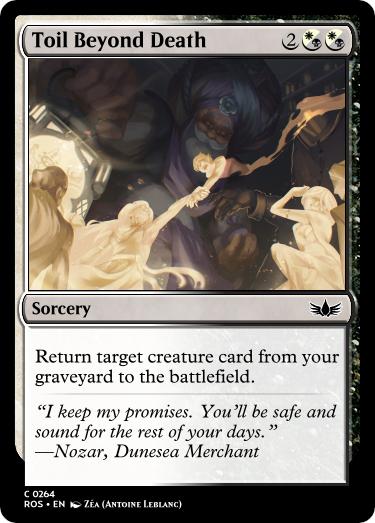 Toil Beyond Death 2
Sorcery
Return target creature card from your
graveyard to the battlefield.
“I keep my promises. You’ll be safe and
sound for the rest of your days.”
—Nozar, Dunesea Merchant
C 0264
ROS • EN Zéa (Antoine Leblanc)